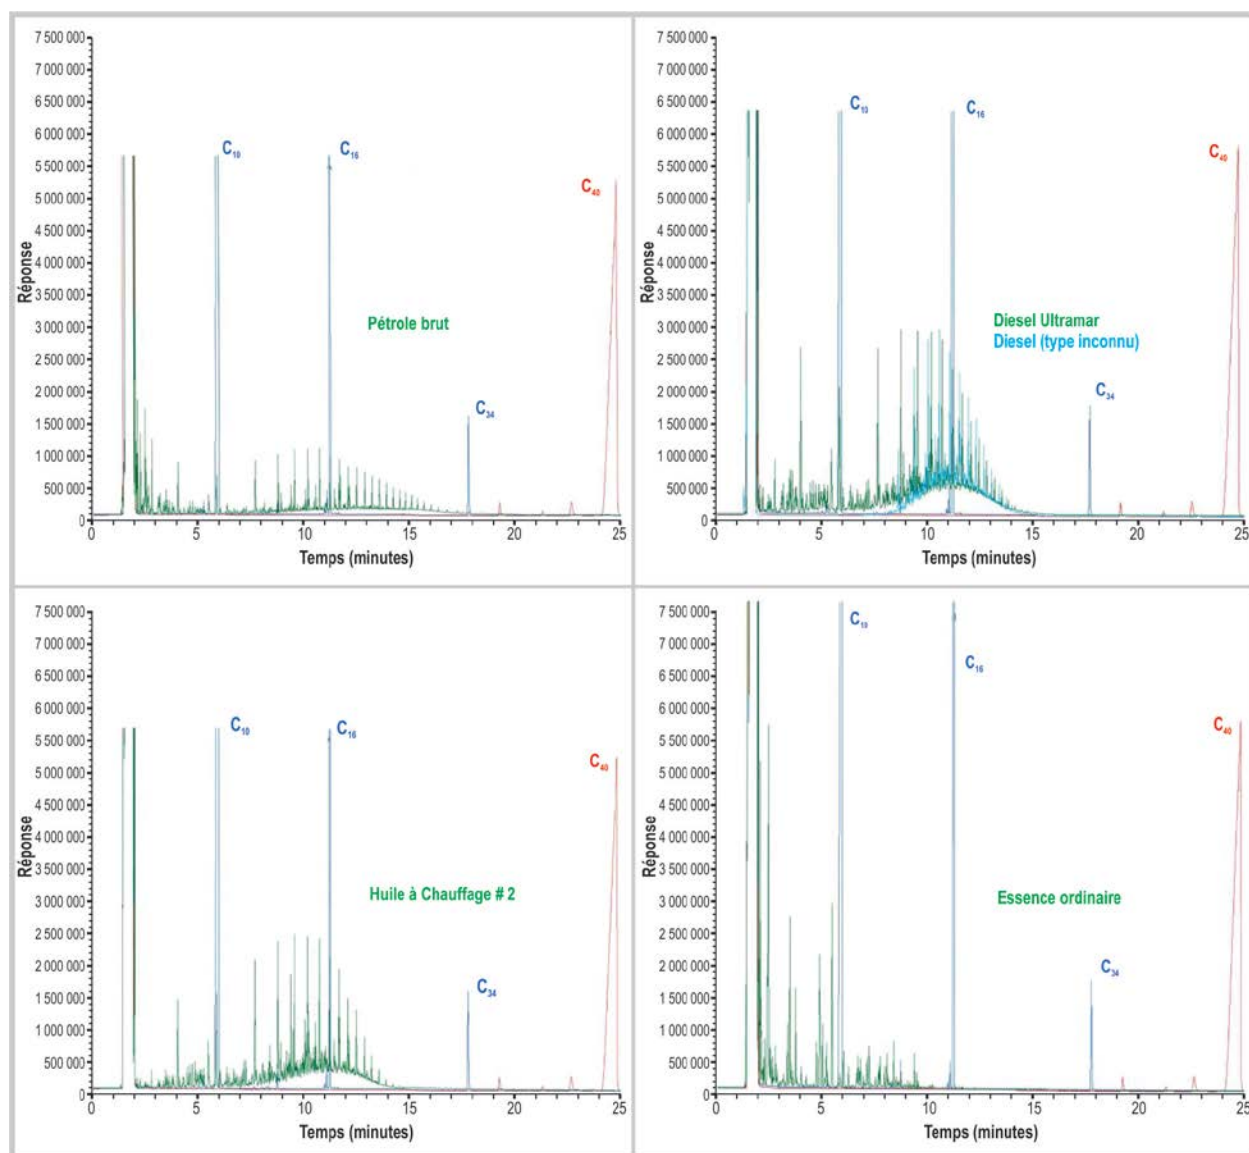 7 500 000
7 000 000
6 500 000
6 000 000
5 500 000
5 000 000
4 500 000
4 000 000
3 500 000
3 000 000
2 500 000
2 000 000
1 500 000
1 000 000
500 000
0
Réponse
C10
C16
C34
C40
Pétrole brut
0 5 10 15 20 25
Temps (minutes)
7 500 000
7 000 000
6 500 000
6 000 000
5 500 000
5 000 000
4 500 000
4 000 000
3 500 000
3 000 000
2 500 000
2 000 000
1 500 000
1 000 000
500 000
0
Réponse
C10
C16
C40
Diesel Ultramar
Diesel (type inconnu)
C34
0 5 10 15 20 25
Temps (minutes)
7 500 000
7 000 000
6 500 000
6 000 000
5 500 000
5 000 000
4 500 000
4 000 000
3 500 000
3 000 000
2 500 000
2 000 000
1 500 000
1 000 000
500 000
0
Réponse
C10
C16
C40
Huile à Chauffage # 2
C34
0 5 10 15 20 25
Temps (minutes)
7 500 000
7 000 000
6 500 000
6 000 000
5 500 000
5 000 000
4 500 000
4 000 000
3 500 000
3 000 000
2 500 000
2 000 000
1 500 000
1 000 000
500 000
0
Réponse
C10
C16
C40
Essence ordinaire
C34
0 5 10 15 20 25
Temps (minutes)